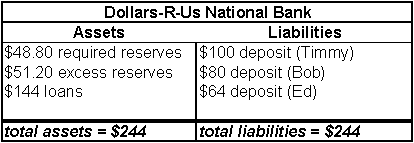 Dollars-R-Us National Bank
Assets Liabilities
$48.80 required reserves $100 deposit (Timmy)
$51.20 excess reserves $80 deposit (Bob)
$144 loans $64 deposit (Ed)
total assets = $244 total liabilities = $244